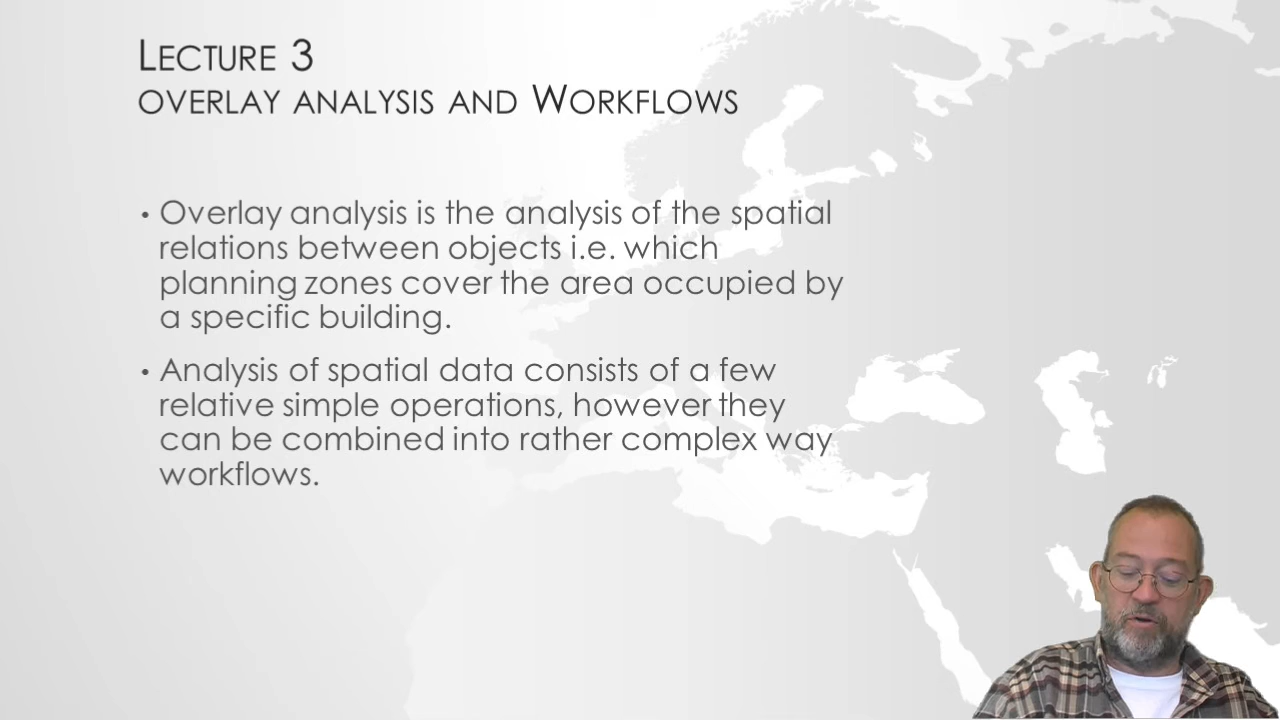 Lecture 3
overlay analysis and Workflows
• Overlay analysis is the analysis of the spatial
relations between objects i.e. which
planning zones cover the area occupied by
a specific building.
• Analysis of spatial data consists of a few
relative simple operations, however they
can be combined into rather complex way
workflows.